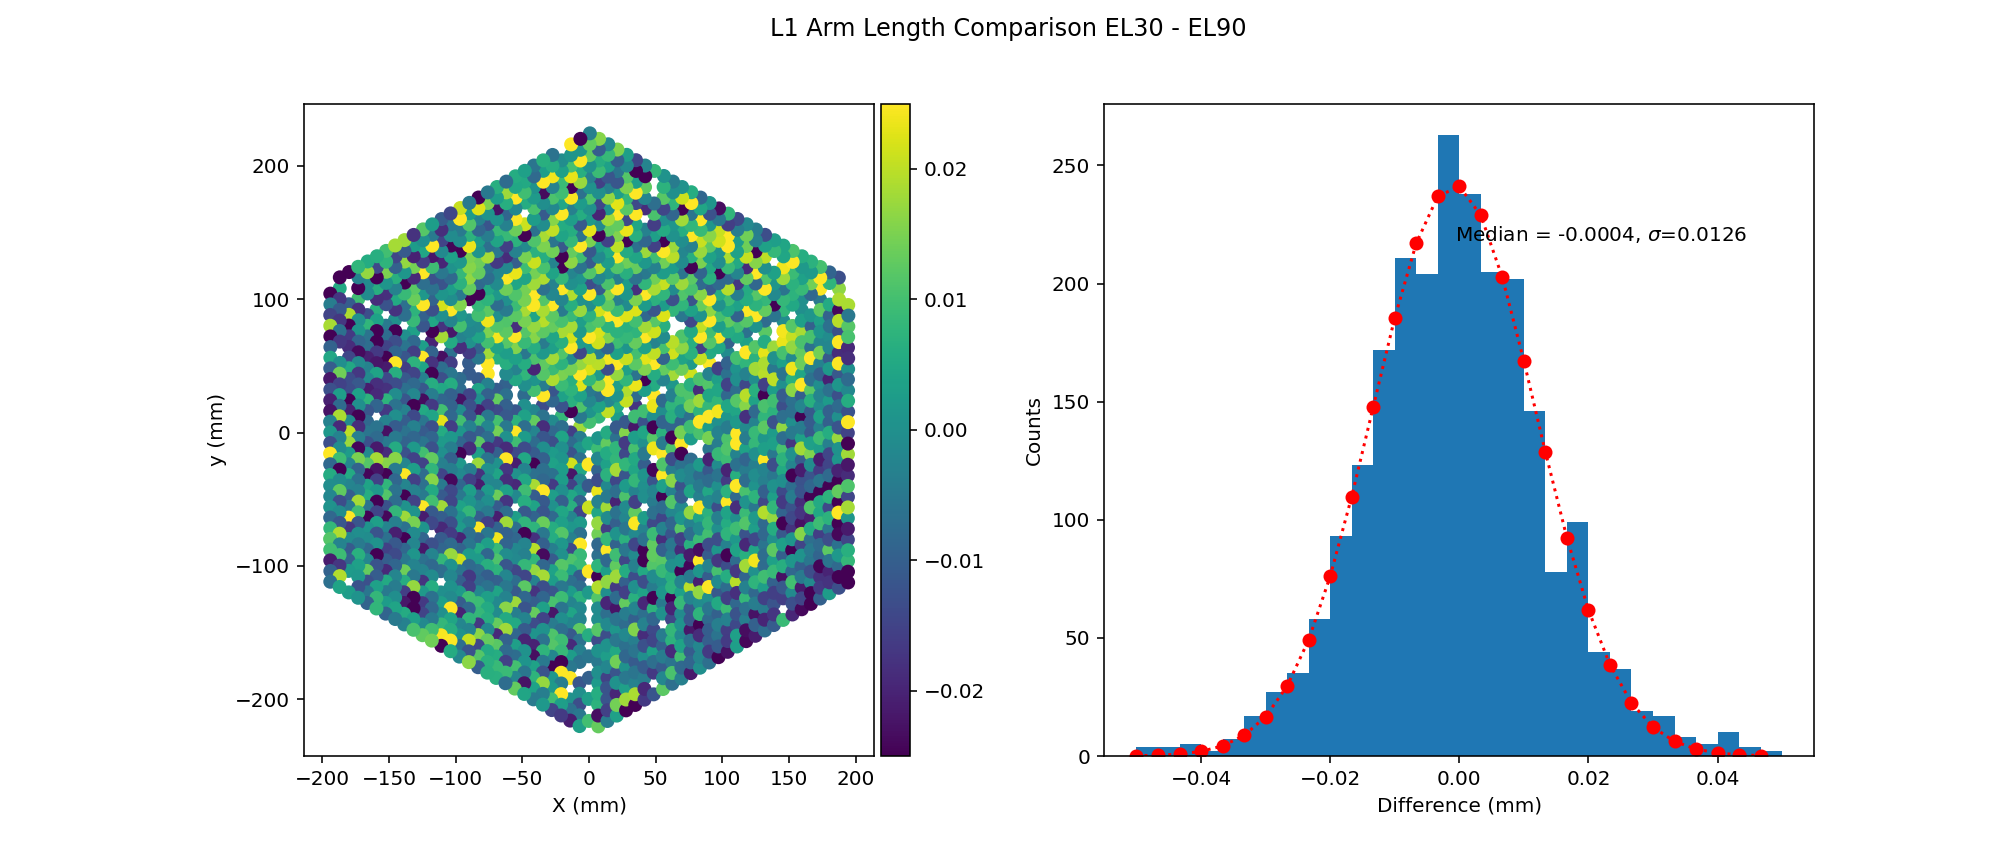 L1 Arm Length Comparison EL30 - EL90
200
100
0
−100
−200
y (mm)
−200 −150 −100 −50 0 50 100 150 200
X (mm)
0.02
0.01
0.00
−0.01
−0.02
250
200
150
100
50
0
Counts
Median = -0.0004, σ=0.0126
−0.04 −0.02 0.00 0.02 0.04
Difference (mm)